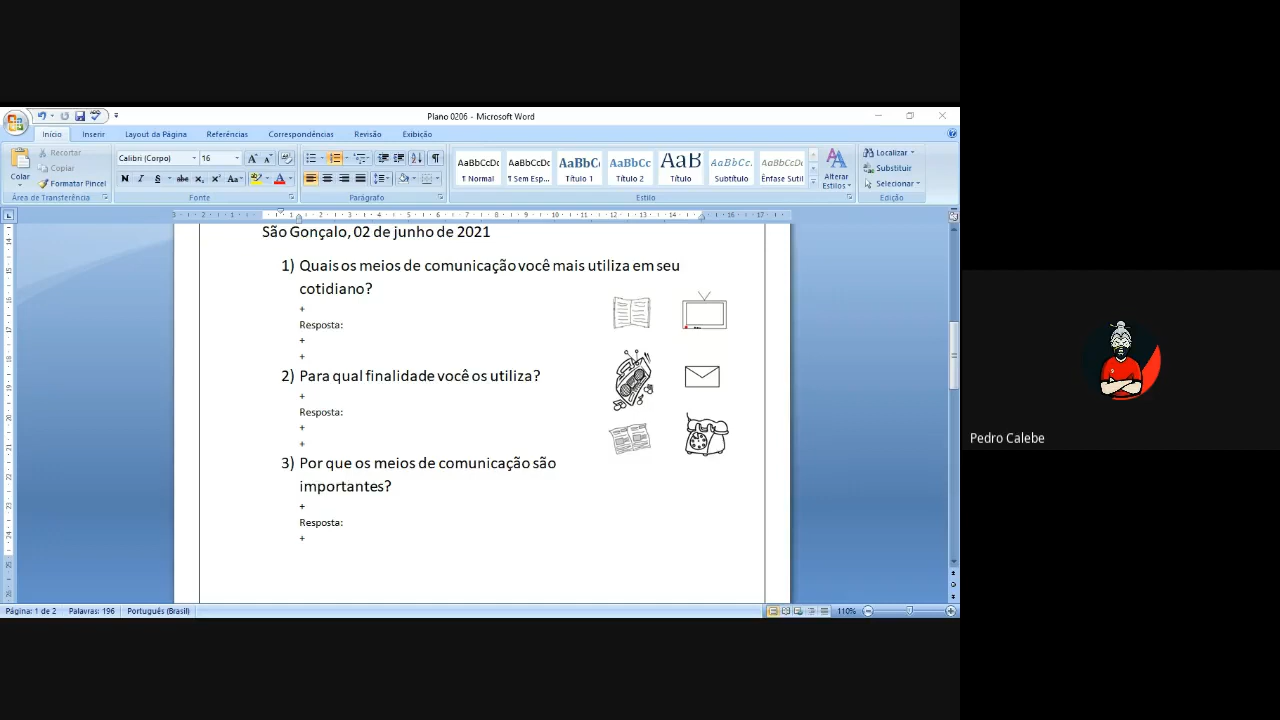 Plano 0206 - Microsoft Word
Início Inserir Layout da Página Referências Correspondências Revisão Exibição
Colar
Recortar
Copiar
Formatar Pincel
Área de Transferência
Calibri (Corpo) 16
Fonte
Parágrafo
AaBbCcDc AaBbCcDc AaBbC AaBbCc AaB AaBbCc. AaBbCcDc
¶ Normal ¶ Sem Esp... Título 1 Título 2 Título Subtítulo Ênfase Sutil
Alterar Estilos
Estilo
Localizar
Substituir
Selecionar
Edição
São Gonçalo, 02 de junho de 2021
1) Quais os meios de comunicação você mais utiliza em seu
cotidiano?
+
Resposta:
+
+
2) Para qual finalidade você os utiliza?
+
Resposta:
+
+
3) Por que os meios de comunicação são
importantes?
+
Resposta:
+
Página: 1 de 2 Palavras: 196 Português (Brasil) 110%
Pedro Calebe